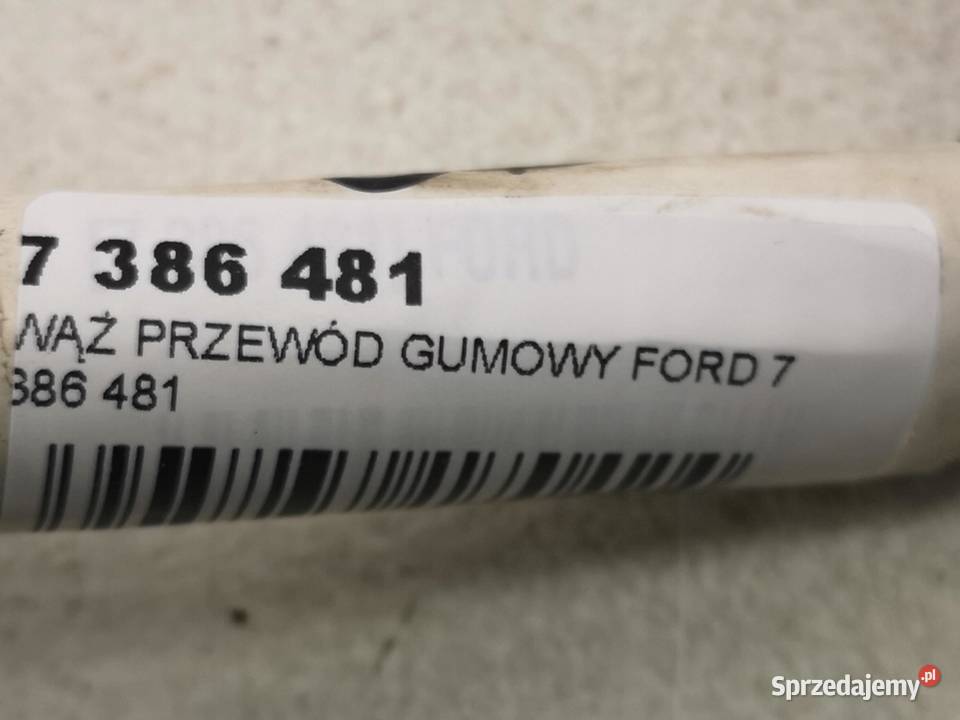 7 386 481
WĄŻ PRZEWÓD GUMOWY FORD 7
386 481
Sprzedajemy.pl